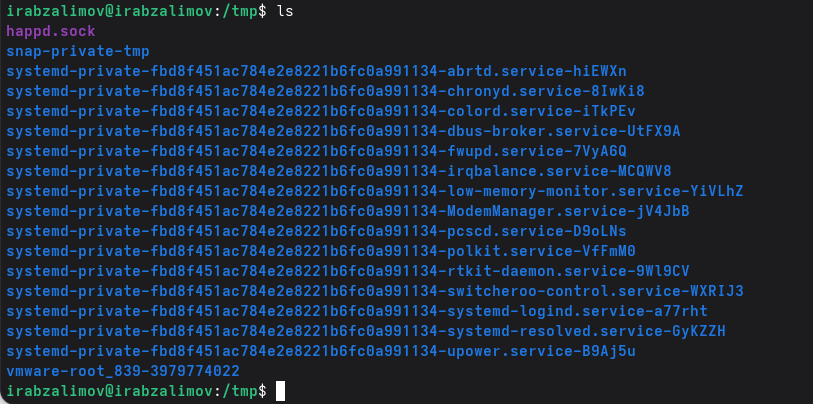 irabzalimov@irabzalimov:/tmp$ ls
happd.sock
snap-private-tmp
systemd-private-fbd8f451ac784e2e8221b6fc0a991134-abrtd.service-hiEWXn
systemd-private-fbd8f451ac784e2e8221b6fc0a991134-chronyd.service-8IwKi8
systemd-private-fbd8f451ac784e2e8221b6fc0a991134-colord.service-iTkPEv
systemd-private-fbd8f451ac784e2e8221b6fc0a991134-dbus-broker.service-UtFX9A
systemd-private-fbd8f451ac784e2e8221b6fc0a991134-fwupd.service-7VyA6Q
systemd-private-fbd8f451ac784e2e8221b6fc0a991134-irqbalance.service-MCQWV8
systemd-private-fbd8f451ac784e2e8221b6fc0a991134-low-memory-monitor.service-YiVLhZ
systemd-private-fbd8f451ac784e2e8221b6fc0a991134-ModemManager.service-jV4JbB
systemd-private-fbd8f451ac784e2e8221b6fc0a991134-pcscd.service-D9oLNs
systemd-private-fbd8f451ac784e2e8221b6fc0a991134-polkit.service-VfFmM0
systemd-private-fbd8f451ac784e2e8221b6fc0a991134-rtkit-daemon.service-9Wl9CV
systemd-private-fbd8f451ac784e2e8221b6fc0a991134-switcheroo-control.service-WXRIJ3
systemd-private-fbd8f451ac784e2e8221b6fc0a991134-systemd-logind.service-a77rht
systemd-private-fbd8f451ac784e2e8221b6fc0a991134-systemd-resolved.service-GyKZZH
systemd-private-fbd8f451ac784e2e8221b6fc0a991134-upower.service-B9Aj5u
vmware-root_839-3979774022
irabzalimov@irabzalimov:/tmp$